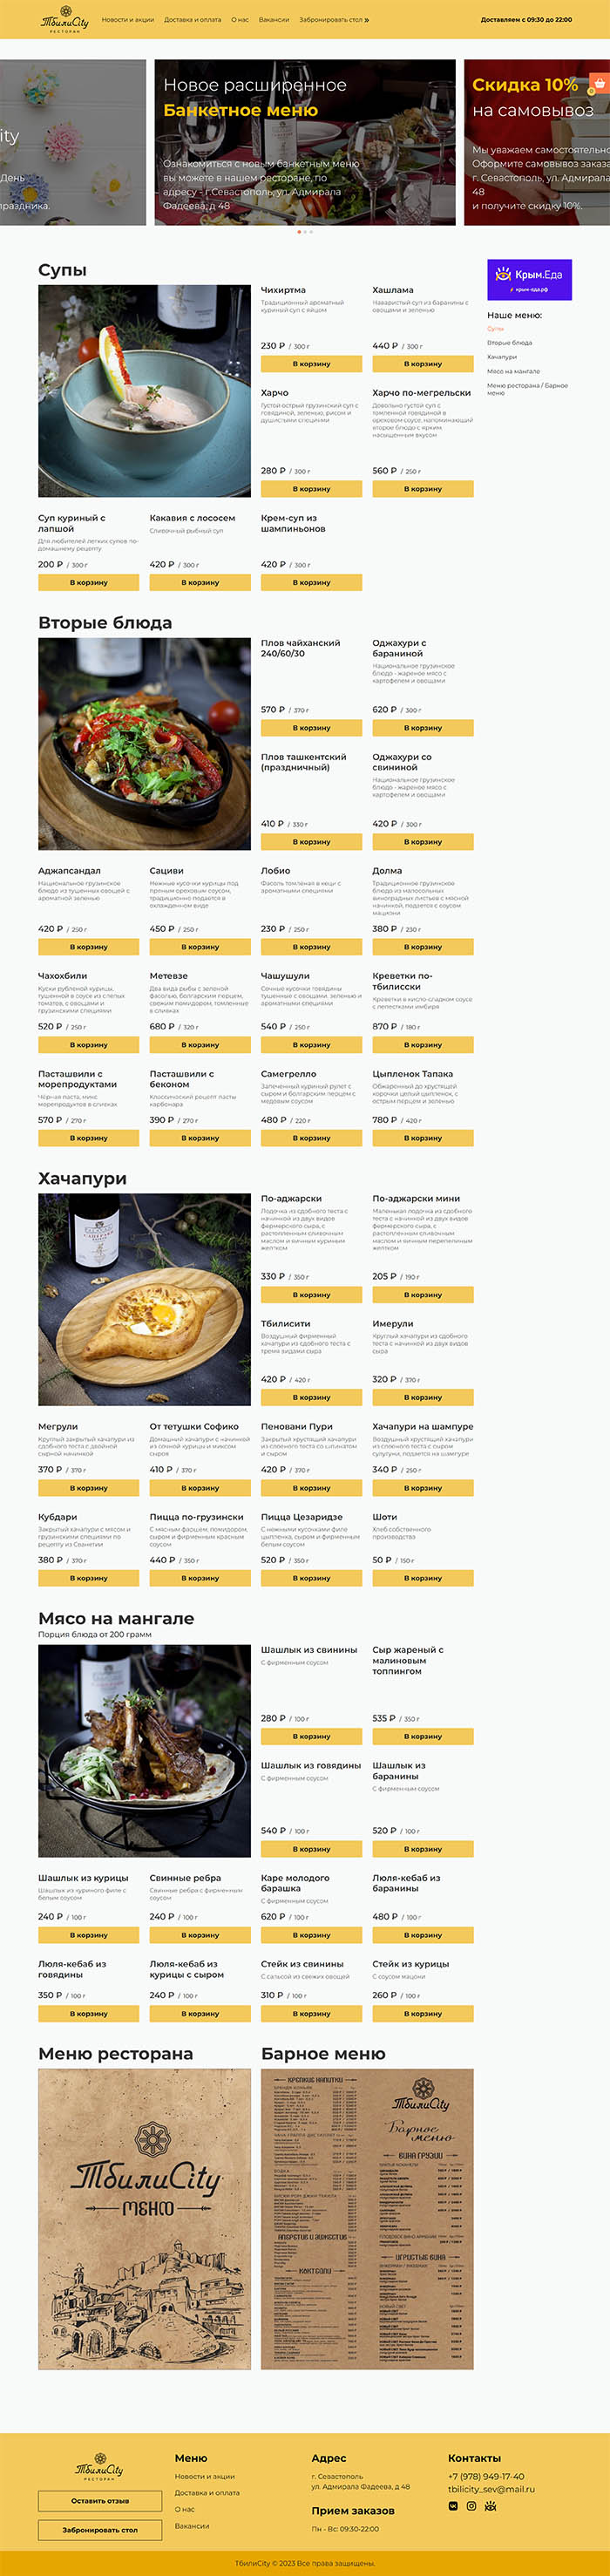 ТбилиCity
РЕСТОРАН
Новости и акции
Доставка и оплата
О нас
Вакансии
Забронировать стол »
Доставляем с 09:30 до 22:00
ity
День
праздника.
Новое расширенное
Банкетное меню
Ознакомиться с новым банкетным меню
вы можете в нашем ресторане, по
адресу - г.Севастополь, ул. Адмирала
Фадеева, д 48
Скидка 10%
на самовывоз
0
Мы уважаем самостоятельно
Оформите самовывоз заказа
г. Севастополь, ул. Адмирала
48
и получите скидку 10%.
Крым.Еда
крым-еда.рф
Наше меню:
Супы
Вторые блюда
Хачапури
Мясо на мангале
Меню ресторана / Барное
меню
Супы
Чихиртма
Традиционный ароматный
куриный суп с яйцом
230 ₽ / 300 г
В корзину
Хашлама
Наваристый суп из баранины с
овощами и зеленью
440 ₽ / 300 г
В корзину
Харчо
Густой острый грузинский суп с
говядиной, зеленью, рисом и
душистыми специями
280 ₽ / 300 г
В корзину
Харчо по-мегрельски
Довольно густой суп с
томленной говядиной в
ореховом соусе, напоминающий
второе блюдо с ярким
насыщенным вкусом
560 ₽ / 250 г
В корзину
Суп куриный с
лапшой
Для любителей легких супов по-
домашнему рецепту
200 ₽ / 300 г
В корзину
Какавия с лососем
Сливочный рыбный суп
420 ₽ / 300 г
В корзину
Крем-суп из
шампиньонов
420 ₽ / 300 г
В корзину
Вторые блюда
Плов чайханский
240/60/30
570 ₽ / 370 г
В корзину
Оджахури с
бараниной
Национальное грузинское
блюдо - жареное мясо с
картофелем и овощами
620 ₽ / 300 г
В корзину
Плов ташкентский
(праздничный)
410 ₽ / 330 г
В корзину
Оджахури со
свининой
Национальное грузинское
блюдо - жареное мясо с
картофелем и овощами
420 ₽ / 300 г
В корзину
Аджапсандал
Национальное грузинское
блюдо из тушенных овощей с
ароматной зеленью
420 ₽ / 250 г
В корзину
Сациви
Нежные кусочки курицы под
пряным ореховым соусом,
традиционно подается в
охлажденном виде
450 ₽ / 250 г
В корзину
Лобио
Фасоль томленая в кеци с
ароматными специями
230 ₽ / 250 г
В корзину
Долма
Традиционное грузинское
блюдо из малосольных
виноградных листьев с мясной
начинкой, подается с соусом
мацони
380 ₽ / 230 г
В корзину
Чахохбили
Куски рубленой курицы,
тушенной в соусе из спелых
томатов, с овощами и
грузинскими специями
520 ₽ / 250 г
В корзину
Метевзе
Два вида рыбы с зеленой
фасолью, болгарским перцем,
свежим помидором, томленные
в сливках
680 ₽ / 320 г
В корзину
Чашушули
Сочные кусочки говядины
тушенные с овощами, зеленью и
ароматными специями
540 ₽ / 250 г
В корзину
Креветки по-
тбилисски
Креветки в кисло-сладком соусе
с лепестками имбиря
870 ₽ / 180 г
В корзину
Пасташвили с
морепродуктами
Чёрная паста, микс
морепродуктов в сливках
570 ₽ / 270 г
В корзину
Пасташвили с
беконом
Классический рецепт пасты
карбонара
390 ₽ / 270 г
В корзину
Самегрелло
Запеченный куриный рулет с
сыром и болгарским перцем с
медовым соусом
480 ₽ / 220 г
В корзину
Цыпленок Тапака
Обжаренный до хрустящей
корочки целый цыпленок, с
острым перцем и зеленью
780 ₽ / 420 г
В корзину
Хачапури
По-аджарски
Лодочка из сдобного теста с
начинкой из двух видов
фермерского сыра, с
растопленным сливочным
маслом и яичным куриным
желтком
330 ₽ / 350 г
В корзину
По-аджарски мини
Маленькая лодочка из сдобного
теста с начинкой из двух видов
фермерского сыра, с
растопленным сливочным
маслом и яичным перепелиным
желтком
205 ₽ / 190 г
В корзину
Тбилисити
Воздушный фирменный
хачапури из сдобного теста с
тремя видами сыра
420 ₽ / 420 г
В корзину
Имерули
Круглый хачапури из сдобного
теста с начинкой из двух видов
сыра
320 ₽ / 370 г
В корзину
Мегрули
Круглый закрытый хачапури из
сдобного теста с двойной
сырной начинкой
370 ₽ / 370 г
В корзину
От тетушки Софико
Домашний хачапури с начинкой
из сочной курицы и миксом
сыров
410 ₽ / 370 г
В корзину
Пеновани Пури
Закрытый хрустящий хачапури
из слоеного теста со шпинатом
и сыром
420 ₽ / 370 г
В корзину
Хачапури на шампуре
Воздушный хрустящий хачапури
из слоеного теста с сыром
сулугуни, подается на шампуре
340 ₽ / 250 г
В корзину
Кубдари
Закрытый хачапури с мясом и
грузинскими специями по
рецепту из Сванетии
380 ₽ / 370 г
В корзину
Пицца по-грузински
С мясным фаршем, помидором,
сыром и фирменным красным
соусом
440 ₽ / 350 г
В корзину
Пицца Цезаридзе
С нежными кусочками филе
цыпленка, сыром и фирменным
белым соусом
520 ₽ / 350 г
В корзину
Шоти
Хлеб собственного
производства
50 ₽ / 150 г
В корзину
Мясо на мангале
Порция блюда от 200 грамм
Шашлык из свинины
С фирменным соусом
280 ₽ / 100 г
В корзину
Сыр жареный с
малиновым
топпингом
535 ₽ / 350 г
В корзину
Шашлык из говядины
С фирменным соусом
540 ₽ / 100 г
В корзину
Шашлык из
баранины
С фирменным соусом
520 ₽ / 100 г
В корзину
Шашлык из курицы
Шашлык из куриного филе с
белым соусом
240 ₽ / 100 г
В корзину
Свинные ребра
Свинные ребра с фирменным
соусом
240 ₽ / 100 г
В корзину
Каре молодого
барашка
С фирменным соусом
620 ₽ / 100 г
В корзину
Люля-кебаб из
баранины
480 ₽ / 100 г
В корзину
Люля-кебаб из
говядины
350 ₽ / 100 г
В корзину
Люля-кебаб из
курицы с сыром
240 ₽ / 100 г
В корзину
Стейк из свинины
С сальсой из свежих овощей
310 ₽ / 100 г
В корзину
Стейк из курицы
С соусом мацони
260 ₽ / 100 г
В корзину
Меню ресторана
ТбилиCity
МЕНЮ
Барное меню
КРЕПКИЕ НАПИТКИ
КОКТЕЙЛИ
ТбилиCity
Барное
меню
ВИНА ГРУЗИИ
ИГРИСТЫЕ ВИНА
ТбилиCity
РЕСТОРАН
Оставить отзыв
Забронировать стол
Меню
Новости и акции
Доставка и оплата
О нас
Вакансии
Адрес
г. Севастополь
ул. Адмирала Фадеева, д 48
Прием заказов
Пн - Вс: 09:30-22:00
Контакты
+7 (978) 949-17-40
tbilicity_sev@mail.ru
ТбилиCity © 2023 Все права защищены.